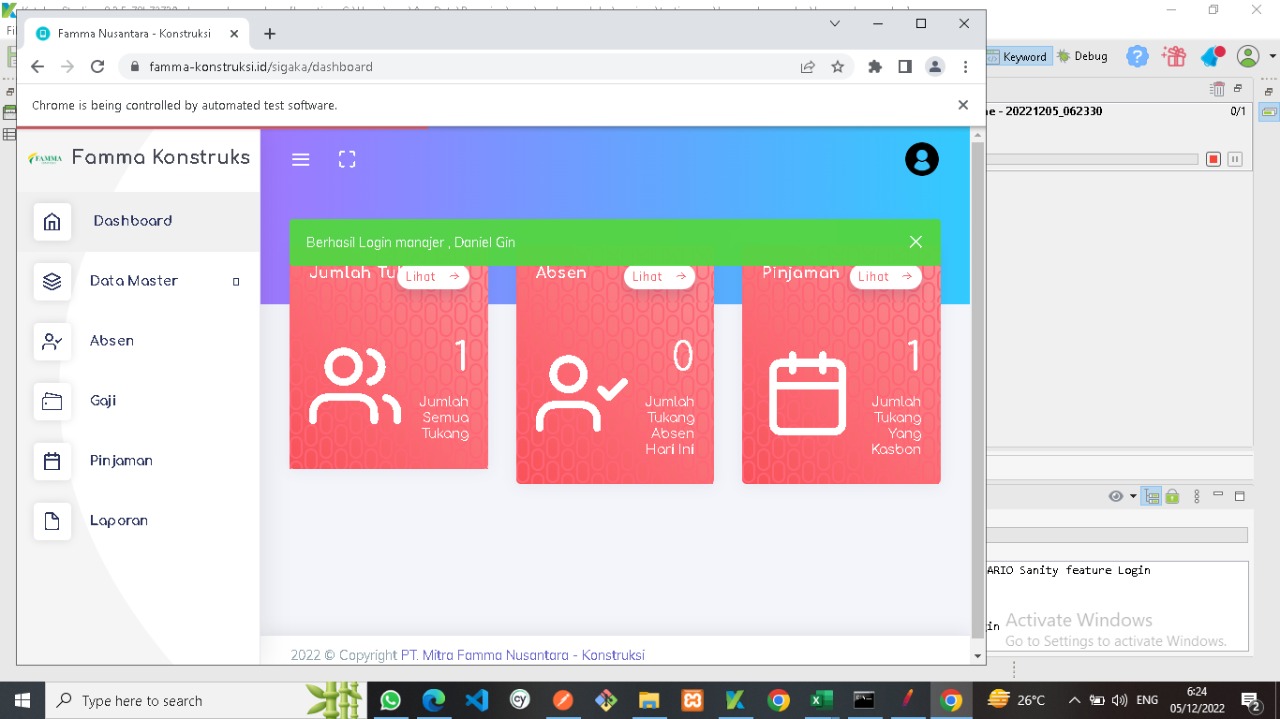 Famma Nusantara - Konstruksi
famma-konstruksi.id/sigaka/dashboard
Chrome is being controlled by automated test software.
Keyword
Debug
- 20221205_062330
0/1
FAMMA
Famma Konstruks
Dashboard
Data Master
Absen
Gaji
Pinjaman
Laporan
Berhasil Login manajer , Daniel Gin
Jumlah
Lihat →
Absen
Lihat →
Pinjaman
Lihat →
1
Jumlah
Semua
Tukang
0
Jumlah
Tukang
Absen
Hari Ini
1
Jumlah
Tukang
Yang
Kasbon
2022 © Copyright PT. Mitra Famma Nusantara - Konstruksi
ARIO Sanity feature Login
in
Activate Windows
Go to Settings to activate Windows.
Type here to search
26°C
ENG
6:24
05/12/2022
2